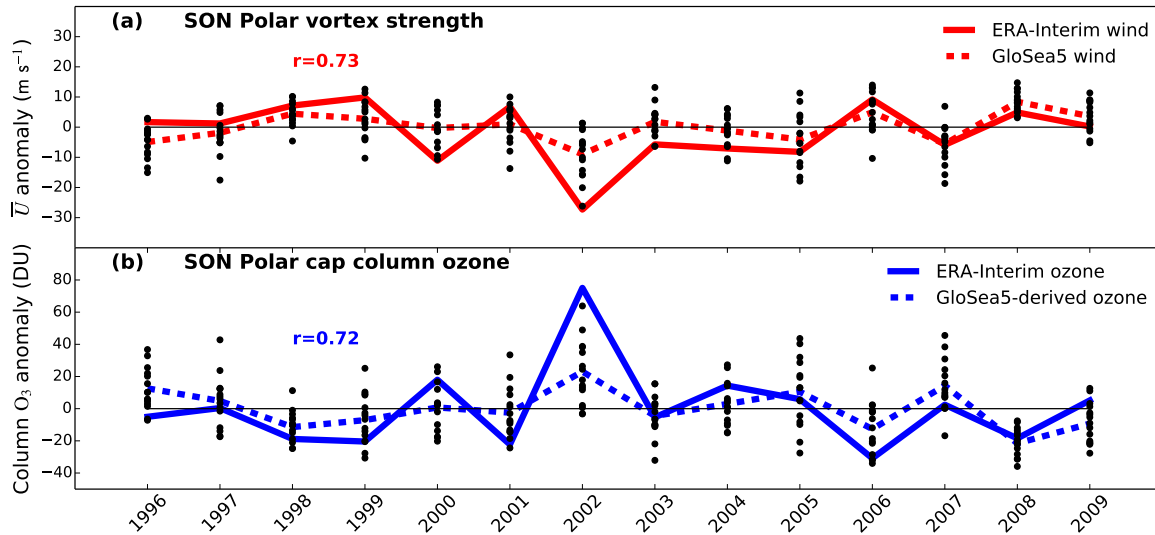 (a) SON Polar vortex strength
r=0.73
ERA-Interim wind
GloSea5 wind
U̅ anomaly (m s⁻¹)
30
20
10
0
−10
−20
−30
(b) SON Polar cap column ozone
r=0.72
ERA-Interim ozone
GloSea5-derived ozone
Column O₃ anomaly (DU)
80
60
40
20
0
−20
−40
1996 1997 1998 1999 2000 2001 2002 2003 2004 2005 2006 2007 2008 2009